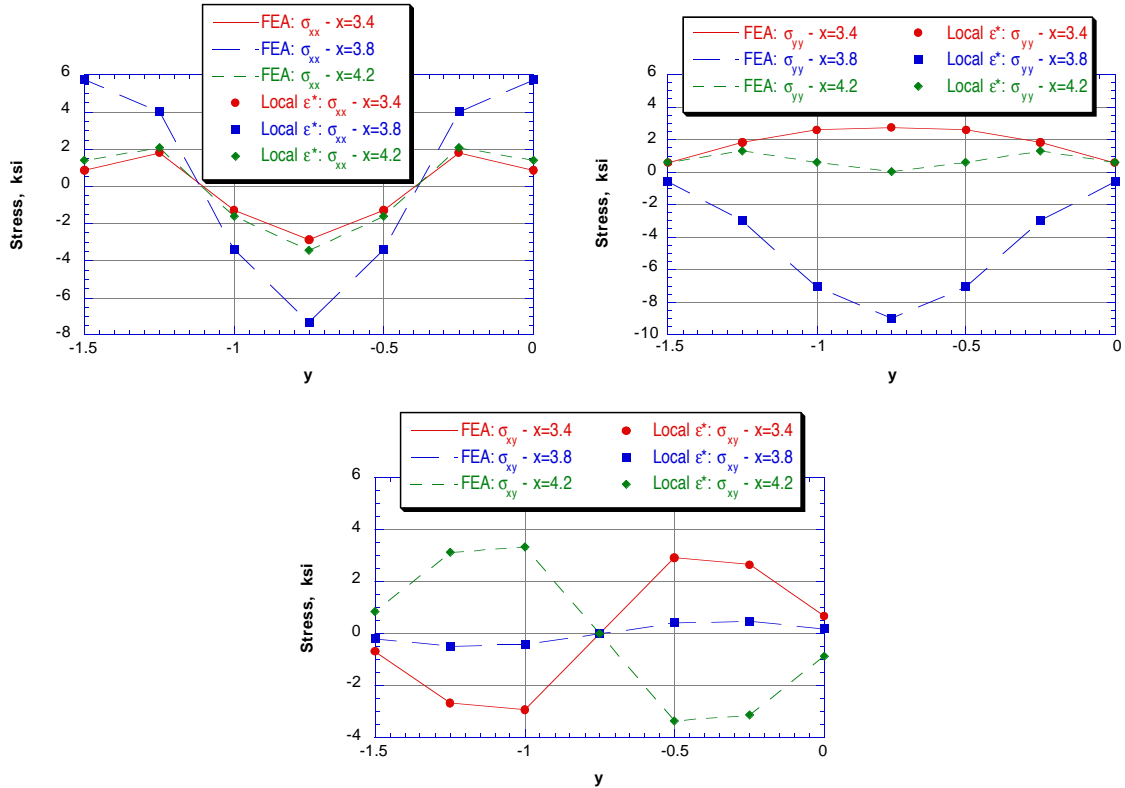 FEA: σxx - x=3.4
FEA: σxx - x=3.8
FEA: σxx - x=4.2
Local ε*: σxx - x=3.4
Local ε*: σxx - x=3.8
Local ε*: σxx - x=4.2
6
4
2
0
-2
-4
-6
-8
Stress, ksi
-1.5
-1
-0.5
0
y
FEA: σyy - x=3.4
FEA: σyy - x=3.8
FEA: σyy - x=4.2
Local ε*: σyy - x=3.4
Local ε*: σyy - x=3.8
Local ε*: σyy - x=4.2
6
4
2
0
-2
-4
-6
-8
-10
Stress, ksi
-1.5
-1
-0.5
0
y
FEA: σxy - x=3.4
FEA: σxy - x=3.8
FEA: σxy - x=4.2
Local ε*: σxy - x=3.4
Local ε*: σxy - x=3.8
Local ε*: σxy - x=4.2
6
4
2
0
-2
-4
Stress, ksi
-1.5
-1
-0.5
0
y